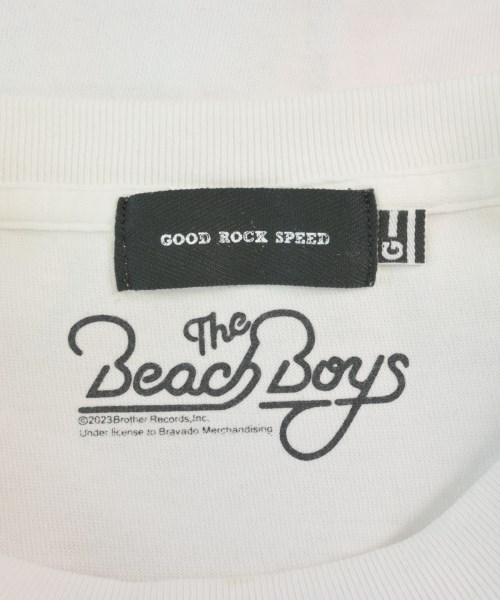 GOOD ROCK SPEED
G
The
Beach Boys
©2023Brother Records,Inc.
Under license to Bravado Merchandising